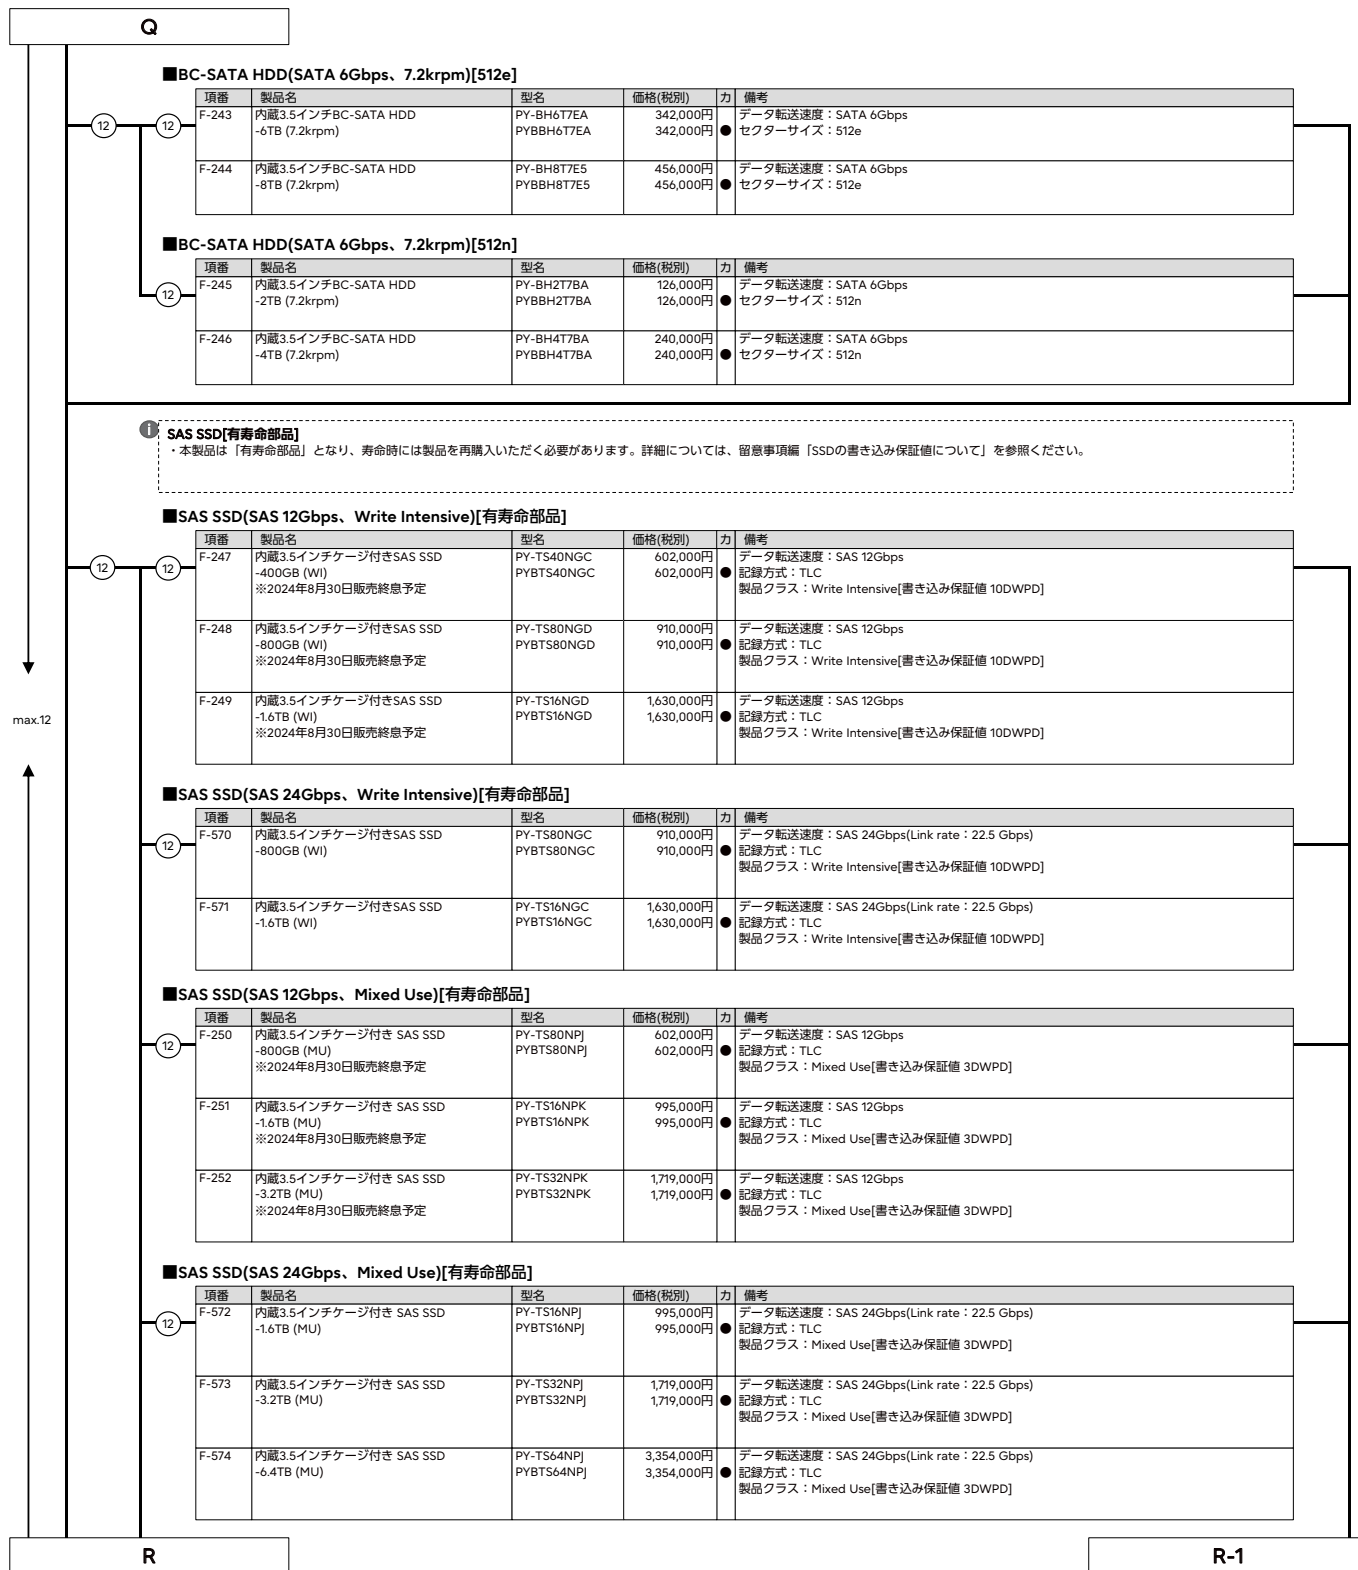 Q
■BC-SATA HDD(SATA 6Gbps、7.2krpm)[512e]
項番 製品名 型名 価格(税別) カ 備考
12 12 F-243 内蔵3.5インチBC-SATA HDD PY-BH6T7EA 342,000円 データ転送速度：SATA 6Gbps
-6TB (7.2krpm) PYBBH6T7EA 342,000円 ● セクターサイズ：512e
F-244 内蔵3.5インチBC-SATA HDD PY-BH8T7E5 456,000円 データ転送速度：SATA 6Gbps
-8TB (7.2krpm) PYBBH8T7E5 456,000円 ● セクターサイズ：512e
■BC-SATA HDD(SATA 6Gbps、7.2krpm)[512n]
項番 製品名 型名 価格(税別) カ 備考
12 F-245 内蔵3.5インチBC-SATA HDD PY-BH2T7BA 126,000円 データ転送速度：SATA 6Gbps
-2TB (7.2krpm) PYBBH2T7BA 126,000円 ● セクターサイズ：512n
F-246 内蔵3.5インチBC-SATA HDD PY-BH4T7BA 240,000円 データ転送速度：SATA 6Gbps
-4TB (7.2krpm) PYBBH4T7BA 240,000円 ● セクターサイズ：512n
i SAS SSD[有寿命部品]
・本製品は「有寿命部品」となり、寿命時には製品を再購入いただく必要があります。詳細については、留意事項編「SSDの書き込み保証値について」を参照ください。
■SAS SSD(SAS 12Gbps、Write Intensive)[有寿命部品]
項番 製品名 型名 価格(税別) カ 備考
12 12 F-247 内蔵3.5インチケージ付きSAS SSD PY-TS40NGC 602,000円 データ転送速度：SAS 12Gbps
-400GB (WI) PYBTS40NGC 602,000円 ● 記録方式：TLC
※2024年8月30日販売終息予定 製品クラス：Write Intensive[書き込み保証値 10DWPD]
F-248 内蔵3.5インチケージ付きSAS SSD PY-TS80NGD 910,000円 データ転送速度：SAS 12Gbps
-800GB (WI) PYBTS80NGD 910,000円 ● 記録方式：TLC
※2024年8月30日販売終息予定 製品クラス：Write Intensive[書き込み保証値 10DWPD]
F-249 内蔵3.5インチケージ付きSAS SSD PY-TS16NGD 1,630,000円 データ転送速度：SAS 12Gbps
-1.6TB (WI) PYBTS16NGD 1,630,000円 ● 記録方式：TLC
※2024年8月30日販売終息予定 製品クラス：Write Intensive[書き込み保証値 10DWPD]
max.12
■SAS SSD(SAS 24Gbps、Write Intensive)[有寿命部品]
項番 製品名 型名 価格(税別) カ 備考
12 F-570 内蔵3.5インチケージ付きSAS SSD PY-TS80NGC 910,000円 データ転送速度：SAS 24Gbps(Link rate：22.5 Gbps)
-800GB (WI) PYBTS80NGC 910,000円 ● 記録方式：TLC
製品クラス：Write Intensive[書き込み保証値 10DWPD]
F-571 内蔵3.5インチケージ付きSAS SSD PY-TS16NGC 1,630,000円 データ転送速度：SAS 24Gbps(Link rate：22.5 Gbps)
-1.6TB (WI) PYBTS16NGC 1,630,000円 ● 記録方式：TLC
製品クラス：Write Intensive[書き込み保証値 10DWPD]
■SAS SSD(SAS 12Gbps、Mixed Use)[有寿命部品]
項番 製品名 型名 価格(税別) カ 備考
12 F-250 内蔵3.5インチケージ付き SAS SSD PY-TS80NPJ 602,000円 データ転送速度：SAS 12Gbps
-800GB (MU) PYBTS80NPJ 602,000円 ● 記録方式：TLC
※2024年8月30日販売終息予定 製品クラス：Mixed Use[書き込み保証値 3DWPD]
F-251 内蔵3.5インチケージ付き SAS SSD PY-TS16NPK 995,000円 データ転送速度：SAS 12Gbps
-1.6TB (MU) PYBTS16NPK 995,000円 ● 記録方式：TLC
※2024年8月30日販売終息予定 製品クラス：Mixed Use[書き込み保証値 3DWPD]
F-252 内蔵3.5インチケージ付き SAS SSD PY-TS32NPK 1,719,000円 データ転送速度：SAS 12Gbps
-3.2TB (MU) PYBTS32NPK 1,719,000円 ● 記録方式：TLC
※2024年8月30日販売終息予定 製品クラス：Mixed Use[書き込み保証値 3DWPD]
■SAS SSD(SAS 24Gbps、Mixed Use)[有寿命部品]
項番 製品名 型名 価格(税別) カ 備考
12 F-572 内蔵3.5インチケージ付き SAS SSD PY-TS16NPJ 995,000円 データ転送速度：SAS 24Gbps(Link rate：22.5 Gbps)
-1.6TB (MU) PYBTS16NPJ 995,000円 ● 記録方式：TLC
製品クラス：Mixed Use[書き込み保証値 3DWPD]
F-573 内蔵3.5インチケージ付き SAS SSD PY-TS32NPJ 1,719,000円 データ転送速度：SAS 24Gbps(Link rate：22.5 Gbps)
-3.2TB (MU) PYBTS32NPJ 1,719,000円 ● 記録方式：TLC
製品クラス：Mixed Use[書き込み保証値 3DWPD]
F-574 内蔵3.5インチケージ付き SAS SSD PY-TS64NPJ 3,354,000円 データ転送速度：SAS 24Gbps(Link rate：22.5 Gbps)
-6.4TB (MU) PYBTS64NPJ 3,354,000円 ● 記録方式：TLC
製品クラス：Mixed Use[書き込み保証値 3DWPD]
R R-1